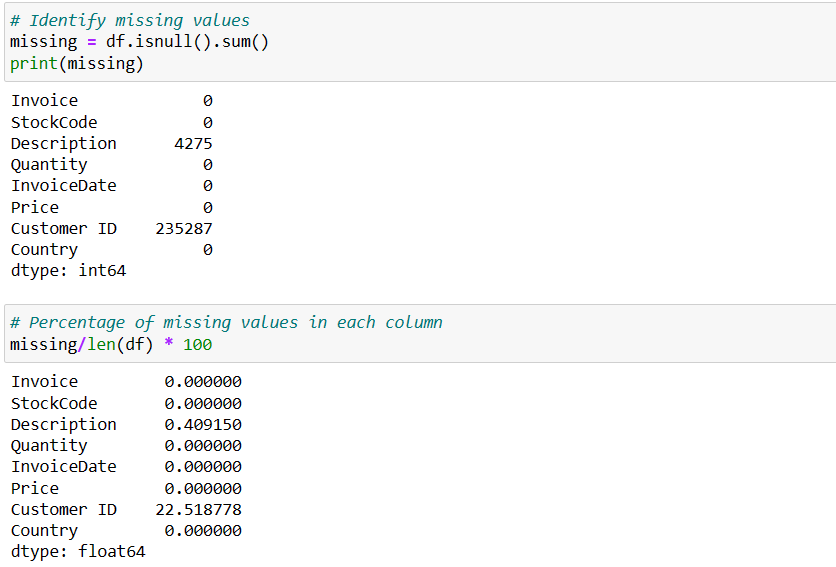 # Identify missing values
missing = df.isnull().sum()
print(missing)
Invoice 0
StockCode 0
Description 4275
Quantity 0
InvoiceDate 0
Price 0
Customer ID 235287
Country 0
dtype: int64
# Percentage of missing values in each column
missing/len(df) * 100
Invoice 0.000000
StockCode 0.000000
Description 0.409150
Quantity 0.000000
InvoiceDate 0.000000
Price 0.000000
Customer ID 22.518778
Country 0.000000
dtype: float64